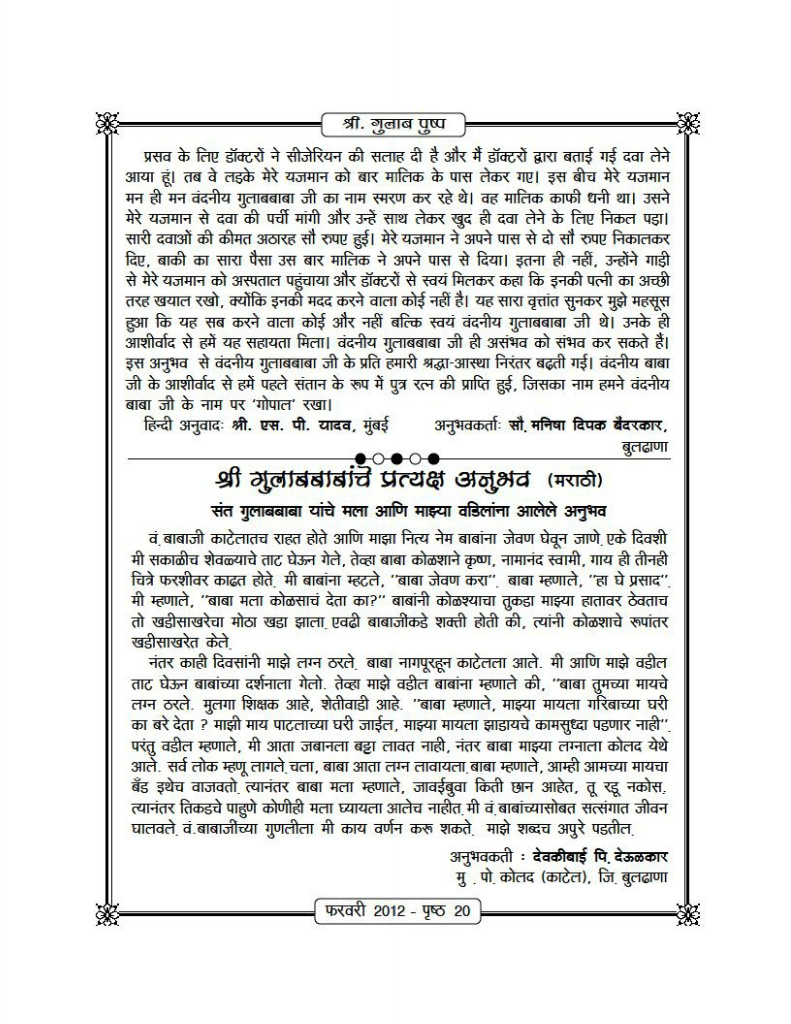 श्री. गुलाब पुष्प
प्रसव के लिए डॉक्टरों ने सीजेरियन की सलाह दी है और मैं डॉक्टरों द्वारा बताई गई दवा लेने
आया हूं। तब वे लड़के मेरे यजमान को बार मालिक के पास लेकर गए। इस बीच मेरे यजमान
मन ही मन वंदनीय गुलाबबाबा जी का नाम स्मरण कर रहे थे। वह मालिक काफी धनी था। उसने
मेरे यजमान से दवा की पर्ची मांगी और उन्हें साथ लेकर खुद ही दवा लेने के लिए निकल पड़ा।
सारी दवाओं की कीमत अठारह सौ रुपए हुई। मेरे यजमान ने अपने पास से दो सौ रुपए निकालकर
दिए, बाकी का सारा पैसा उस बार मालिक ने अपने पास से दिया। इतना ही नहीं, उन्होंने गाड़ी
से मेरे यजमान को अस्पताल पहुंचाया और डॉक्टरों से स्वयं मिलकर कहा कि इनकी पत्नी का अच्छी
तरह खयाल रखो, क्योंकि इनकी मदद करने वाला कोई नहीं है। यह सारा वृत्तांत सुनकर मुझे महसूस
हुआ कि यह सब करने वाला कोई और नहीं बल्कि स्वयं वंदनीय गुलाबबाबा जी थे। उनके ही
आशीर्वाद से हमें यह सहायता मिला। वंदनीय गुलाबबाबा जी ही असंभव को संभव कर सकते हैं।
इस अनुभव से वंदनीय गुलाबबाबा जी के प्रति हमारी श्रद्धा-आस्था निरंतर बढ़ती गई। वंदनीय बाबा
जी के आशीर्वाद से हमें पहले संतान के रूप में पुत्र रत्न की प्राप्ति हुई, जिसका नाम हमने वंदनीय
बाबा जी के नाम पर 'गोपाल' रखा।
हिन्दी अनुवादः श्री. एस. पी. यादव, मुंबई अनुभवकर्ताः सौ. मनिषा दिपक बैदरकार,
बुलढाणा
श्री गुलाबबाबांचे प्रत्यक्ष अनुभव (मराठी)
संत गुलाबबाबा यांचे मला आणि माझ्या वडिलांना आलेले अनुभव
वं.बाबाजी काटेलातच राहत होते आणि माझा नित्य नेम बाबांना जेवण घेवून जाणे. एके दिवशी
मी सकाळीच शेवळ्याचे ताट घेऊन गेले, तेव्हा बाबा कोळशाने कृष्ण, नामानंद स्वामी, गाय ही तीनही
चित्रे फरशीवर काढत होते. मी बाबांना म्हटले, ''बाबा जेवण करा''. बाबा म्हणाले, ''हा घे प्रसाद''.
मी म्हणाले, ''बाबा मला कोळसाचं देता का?'' बाबांनी कोळश्याचा तुकडा माझ्या हातावर ठेवताच
तो खडीसाखरेचा मोठा खडा झाला. एवढी बाबाजीकडे शक्ती होती की, त्यांनी कोळशाचे रूपांतर
खडीसाखरेत केले.
नंतर काही दिवसांनी माझे लग्न ठरले. बाबा नागपूरहून काटेलला आले. मी आणि माझे वडील
ताट घेऊन बाबांच्या दर्शनाला गेलो. तेव्हा माझे वडील बाबांना म्हणाले की, ''बाबा तुमच्या मायचे
लग्न ठरले. मुलगा शिक्षक आहे, शेतीवाडी आहे. ''बाबा म्हणाले, माझ्या मायला गरिबाच्या घरी
का बरे देता ? माझी माय पाटलाच्या घरी जाईल, माझ्या मायला झाडायचे कामसुध्दा पडणार नाही''.
परंतु वडील म्हणाले, मी आता जबानला बट्टा लावत नाही, नंतर बाबा माझ्या लग्नाला कोलद येथे
आले. सर्व लोक म्हणू लागले.चला, बाबा आता लग्न लावायला.बाबा म्हणाले, आम्ही आमच्या मायचा
बँड इथेच वाजवतो. त्यानंतर बाबा मला म्हणाले, जावईबुवा किती छान आहेत, तू रडू नकोस.
त्यानंतर तिकडचे पाहुणे कोणीही मला घ्यायला आलेच नाहीत. मी वं.बाबांच्यासोबत सत्संगात जीवन
घालवते. वं.बाबाजींच्या गुणलीला मी काय वर्णन करू शकते. माझे शब्दच अपुरे पडतील.
अनुभवकर्ती : देवकीबाई पि. देऊळकार
मु . पो. कोलद (काटेल), जि. बुलढाणा
फरवरी 2012 - पृष्ठ 20